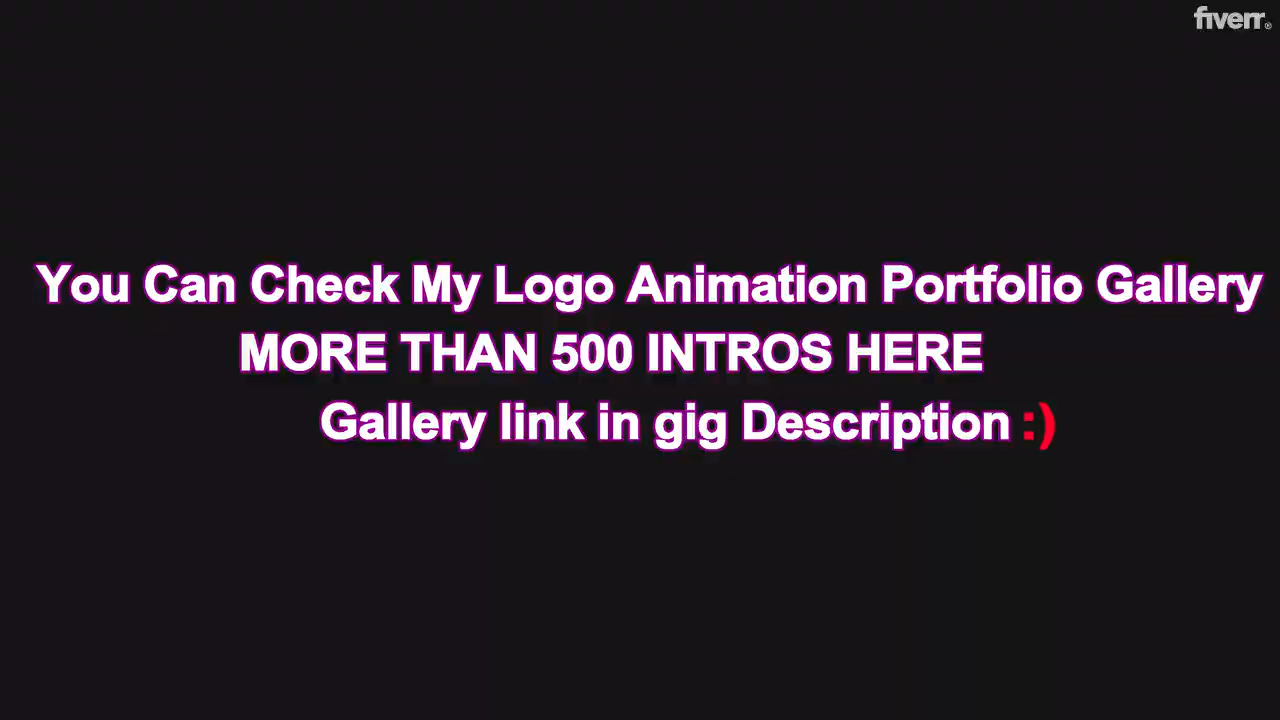 fiverr®
You Can Check My Logo Animation Portfolio Gallery
MORE THAN 500 INTROS HERE
Gallery link in gig Description :)